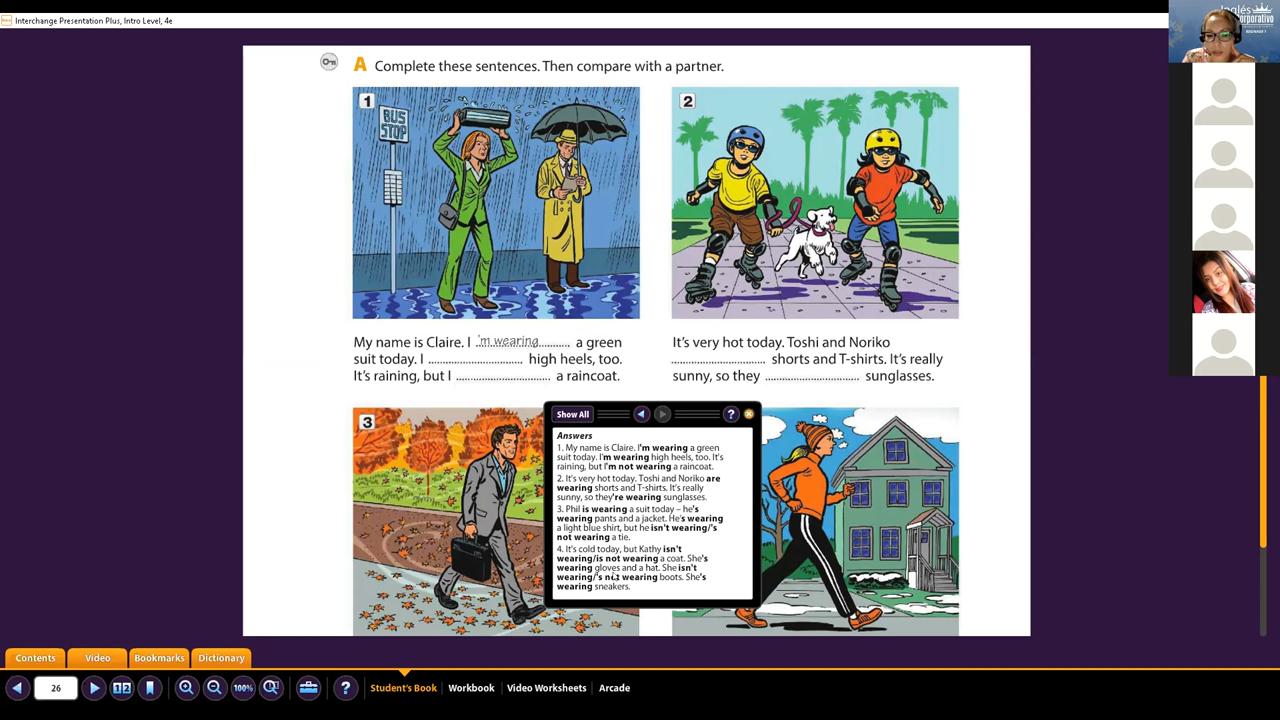 Interchange Presentation Plus, Intro Level, 4e
Inglés
Corporativo
A Complete these sentences. Then compare with a partner.
1
BUS
STOP
2
My name is Claire. I 'm wearing a green
suit today. I ............................... high heels, too.
It's raining, but I ............................... a raincoat.
It's very hot today. Toshi and Noriko
............................... shorts and T-shirts. It's really
sunny, so they ............................... sunglasses.
3
Show All
?
Answers
1. My name is Claire. I'm wearing a green
suit today. I'm wearing high heels, too. It's
raining, but I'm not wearing a raincoat.
2. It's very hot today. Toshi and Noriko are
wearing shorts and T-shirts. It's really
sunny, so they're wearing sunglasses.
3. Phil is wearing a suit today – he's
wearing pants and a jacket. He's wearing
a light blue shirt, but he isn't wearing/'s
not wearing a tie.
4. It's cold today, but Kathy isn't
wearing/is not wearing a coat. She's
wearing gloves and a hat. She isn't
wearing/'s not wearing boots. She's
wearing sneakers.
Contents Video Bookmarks Dictionary
26 1 2 100% ? Student's Book Workbook Video Worksheets Arcade